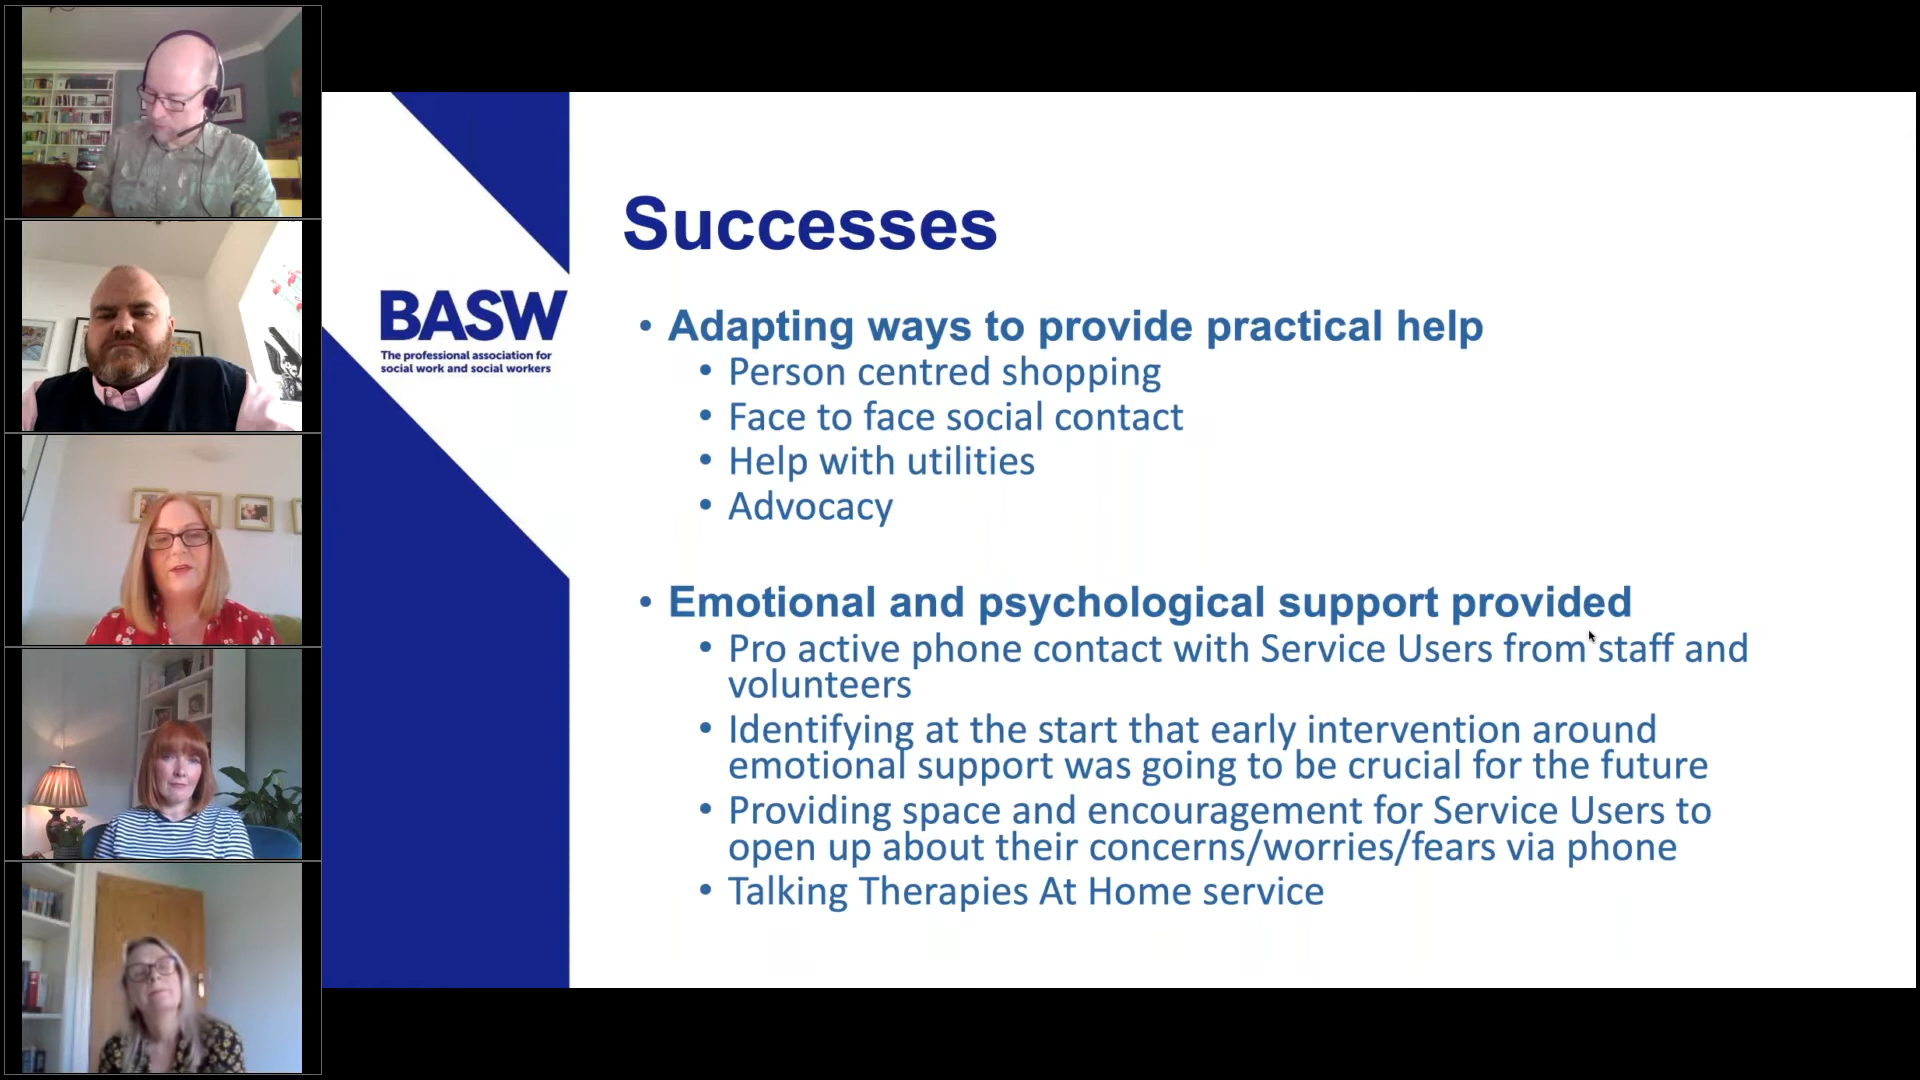 Successes
BASW
The professional association for
social work and social workers
• Adapting ways to provide practical help
• Person centred shopping
• Face to face social contact
• Help with utilities
• Advocacy
• Emotional and psychological support provided
• Pro active phone contact with Service Users from staff and
volunteers
• Identifying at the start that early intervention around
emotional support was going to be crucial for the future
• Providing space and encouragement for Service Users to
open up about their concerns/worries/fears via phone
• Talking Therapies At Home service